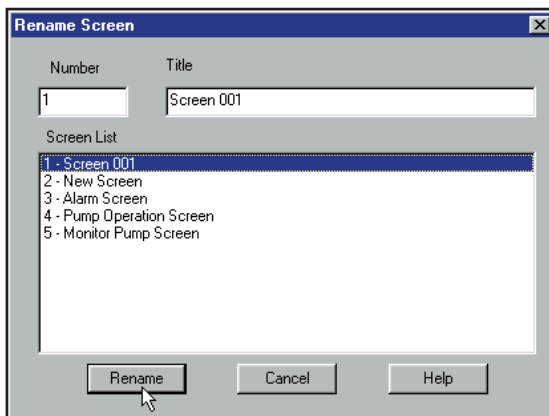 Rename Screen
Number Title
1 Screen 001
Screen List
1 - Screen 001
2 - New Screen
3 - Alarm Screen
4 - Pump Operation Screen
5 - Monitor Pump Screen
Rename Cancel Help